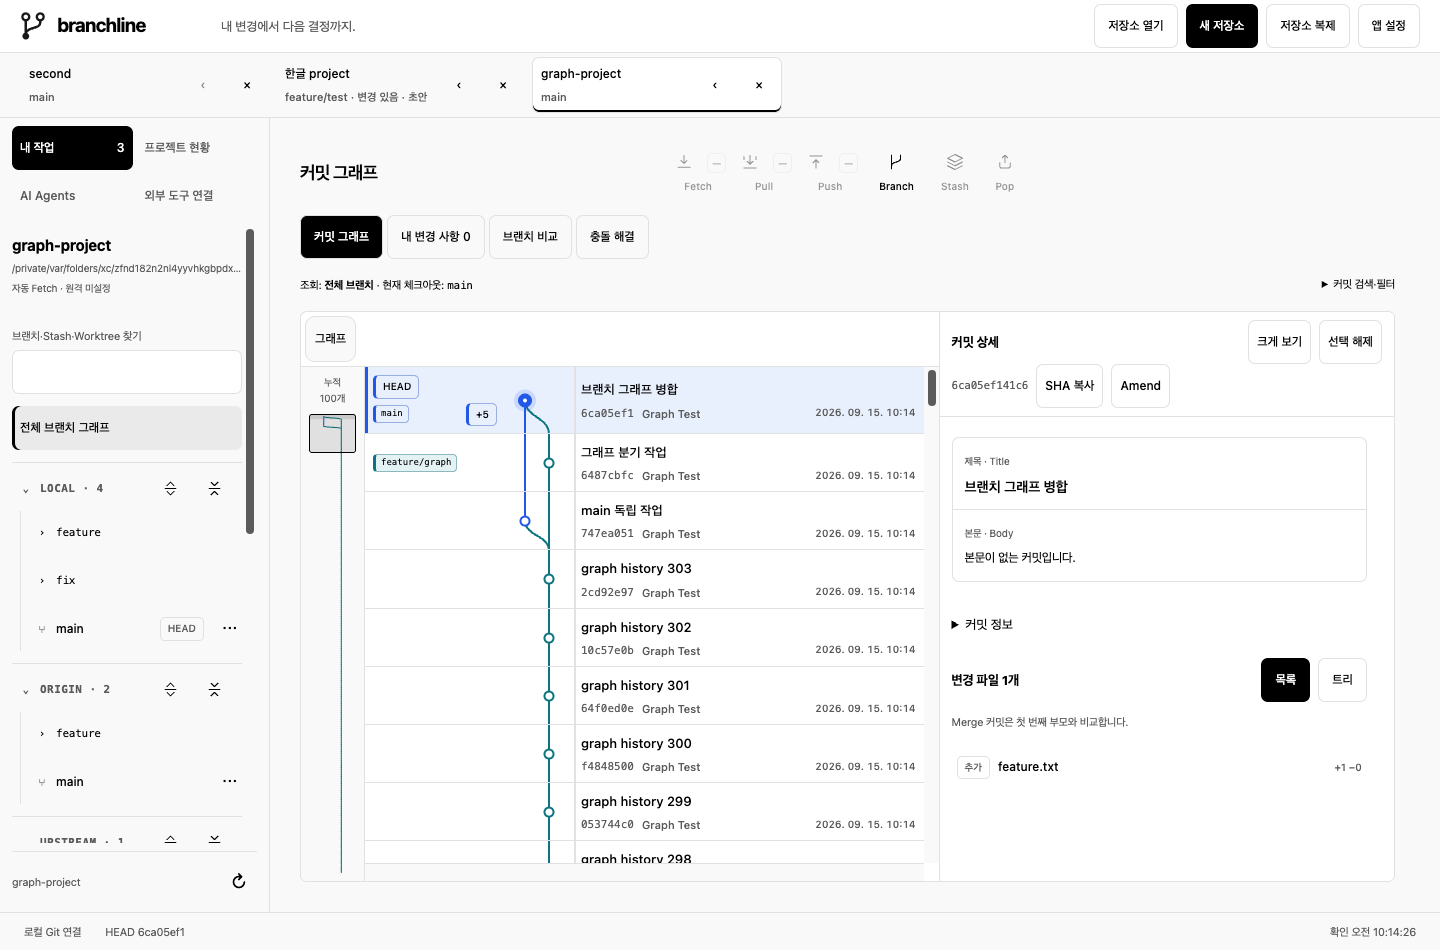 branchline
내 변경에서 다음 결정까지.
저장소 열기
새 저장소
저장소 복제
앱 설정
second
main
한글 project
feature/test · 변경 있음 · 초안
graph-project
main
내 작업 3
프로젝트 현황
AI Agents
외부 도구 연결
graph-project
/private/var/folders/xc/zfnd182n2nl4yyvhkgbpdx...
자동 Fetch · 원격 미설정
브랜치·Stash·Worktree 찾기
전체 브랜치 그래프
LOCAL · 4
feature
fix
main HEAD
ORIGIN · 2
feature
main
UPSTREAM · 1
graph-project
커밋 그래프
Fetch
Pull
Push
Branch
Stash
Pop
커밋 그래프
내 변경 사항 0
브랜치 비교
충돌 해결
조회: 전체 브랜치 · 현재 체크아웃: main
▶ 커밋 검색·필터
그래프
누적
100개
HEAD
main
+5
브랜치 그래프 병합
6ca05ef1 Graph Test 2026. 09. 15. 10:14
feature/graph
그래프 분기 작업
6487cbfc Graph Test 2026. 09. 15. 10:14
main 독립 작업
747ea051 Graph Test 2026. 09. 15. 10:14
graph history 303
2cd92e97 Graph Test 2026. 09. 15. 10:14
graph history 302
10c57e0b Graph Test 2026. 09. 15. 10:14
graph history 301
64f0ed0e Graph Test 2026. 09. 15. 10:14
graph history 300
f4848500 Graph Test 2026. 09. 15. 10:14
graph history 299
053744c0 Graph Test 2026. 09. 15. 10:14
graph history 298
커밋 상세
크게 보기
선택 해제
6ca05ef141c6
SHA 복사
Amend
제목 · Title
브랜치 그래프 병합
본문 · Body
본문이 없는 커밋입니다.
▶ 커밋 정보
변경 파일 1개
목록
트리
Merge 커밋은 첫 번째 부모와 비교합니다.
추가 feature.txt +1 −0
로컬 Git 연결
HEAD 6ca05ef1
확인 오전 10:14:26